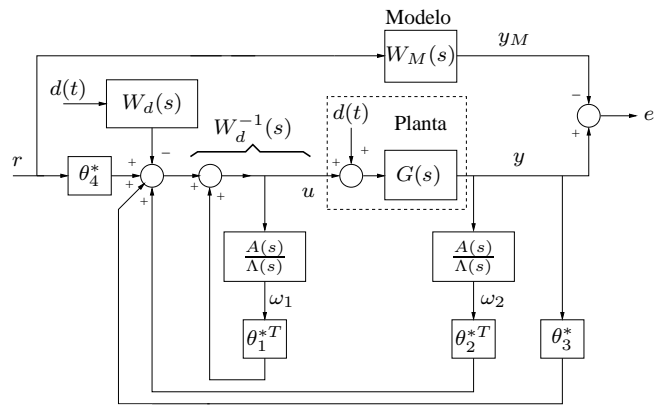 Modelo
W_M(s)
y_M
d(t)
W_d(s)
W_d^{-1}(s)
d(t)
Planta
−
+
e
r
θ_4^*
−
+
+
+
+
+
+
u
+
+
G(s)
y
A(s)/Λ(s)
A(s)/Λ(s)
ω_1
ω_2
θ_1^{*T}
θ_2^{*T}
θ_3^*